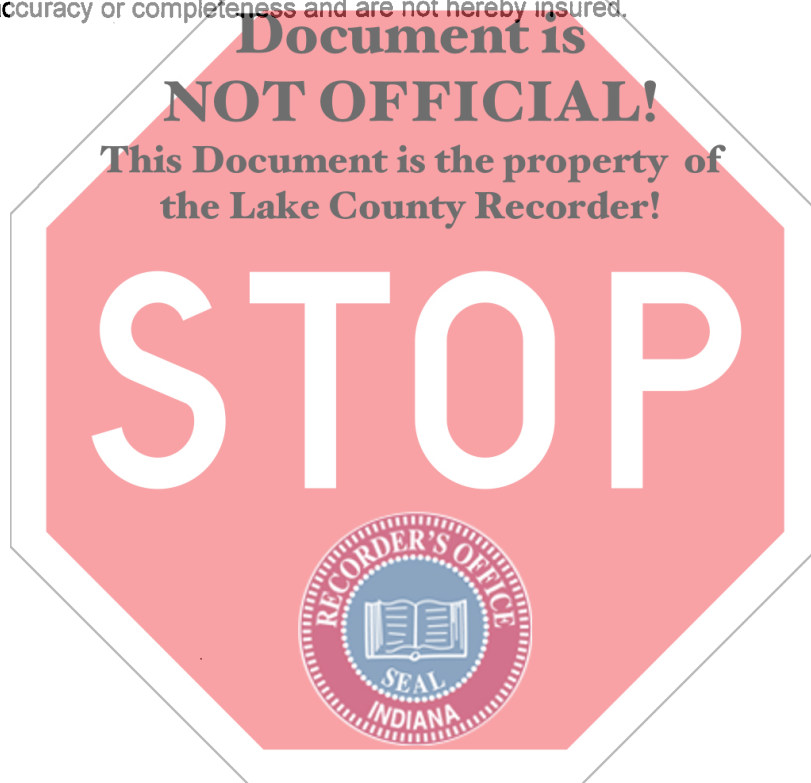 accuracy or completeness and are not hereby insured.
Document is
NOT OFFICIAL!
This Document is the property of
the Lake County Recorder!
STOP
RECORDER'S OFFICE
SEAL
INDIANA